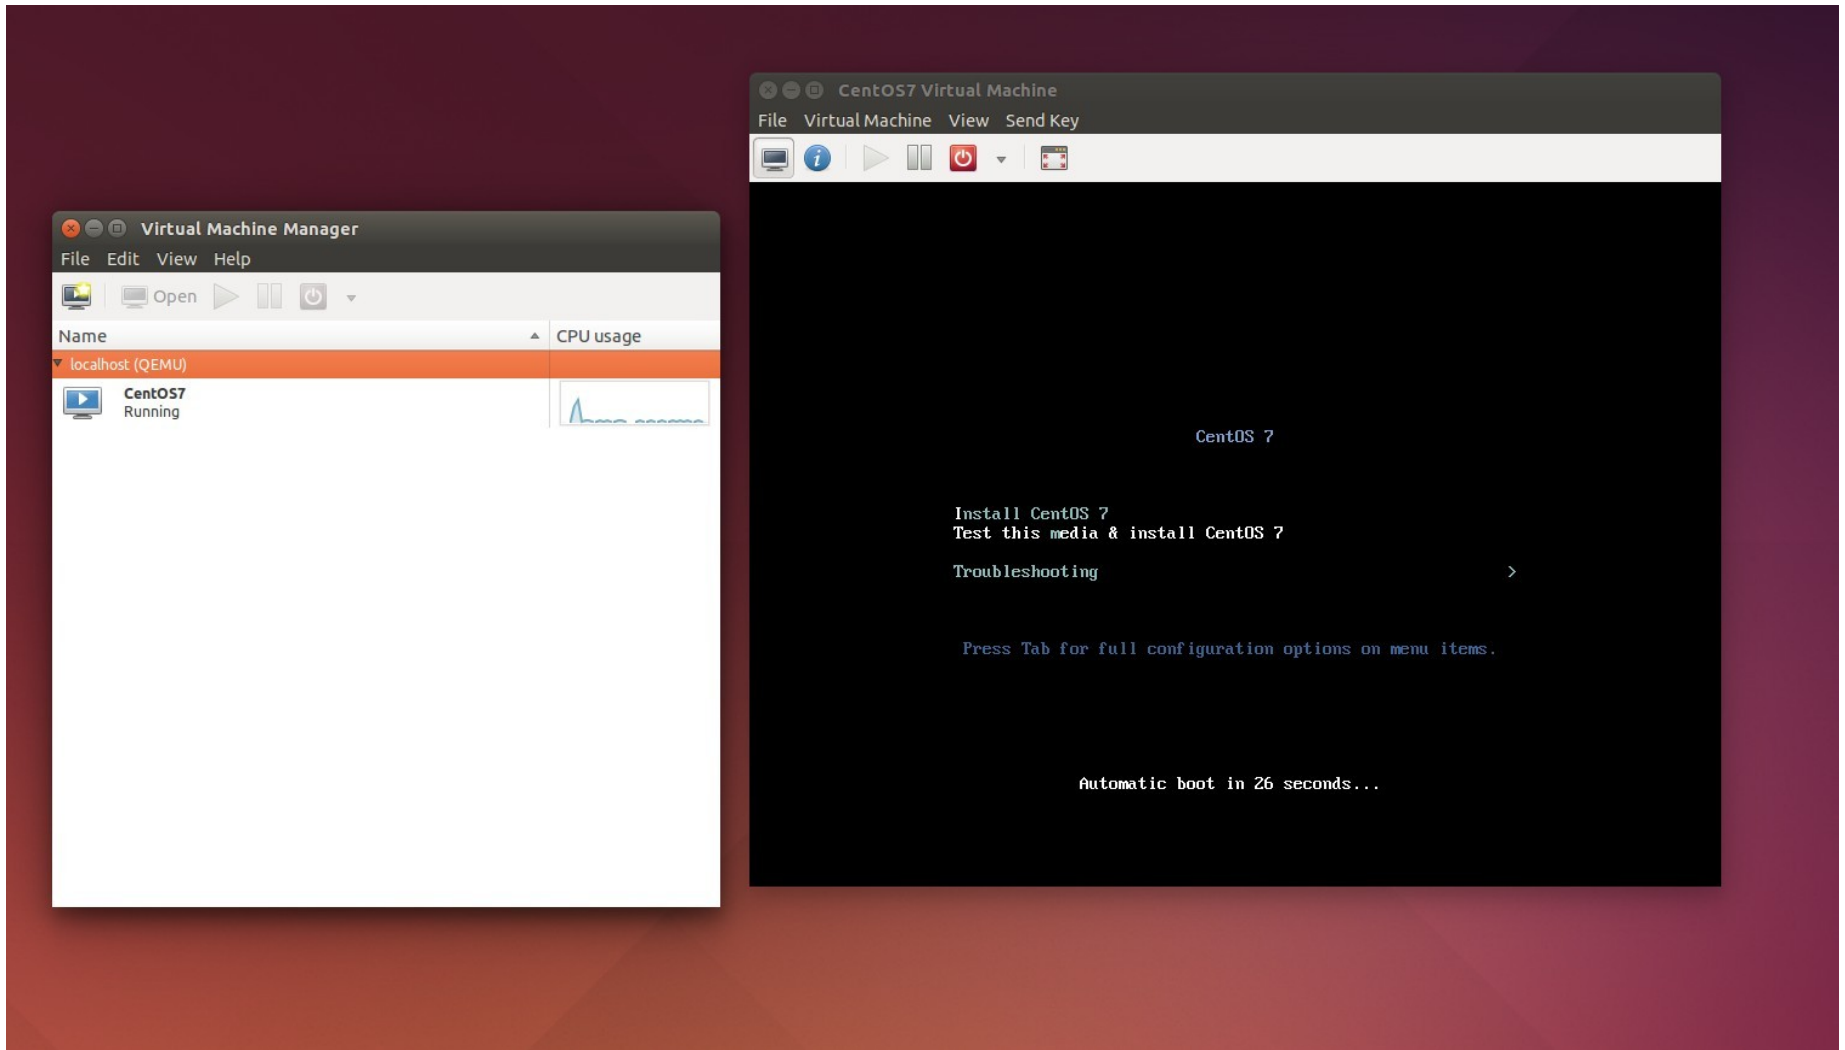 Virtual Machine Manager
File Edit View Help
Open
Name CPU usage
localhost (QEMU)
CentOS7
Running
CentOS7 Virtual Machine
File Virtual Machine View Send Key
CentOS 7
Install CentOS 7
Test this media & install CentOS 7
Troubleshooting >
Press Tab for full configuration options on menu items.
Automatic boot in 26 seconds...